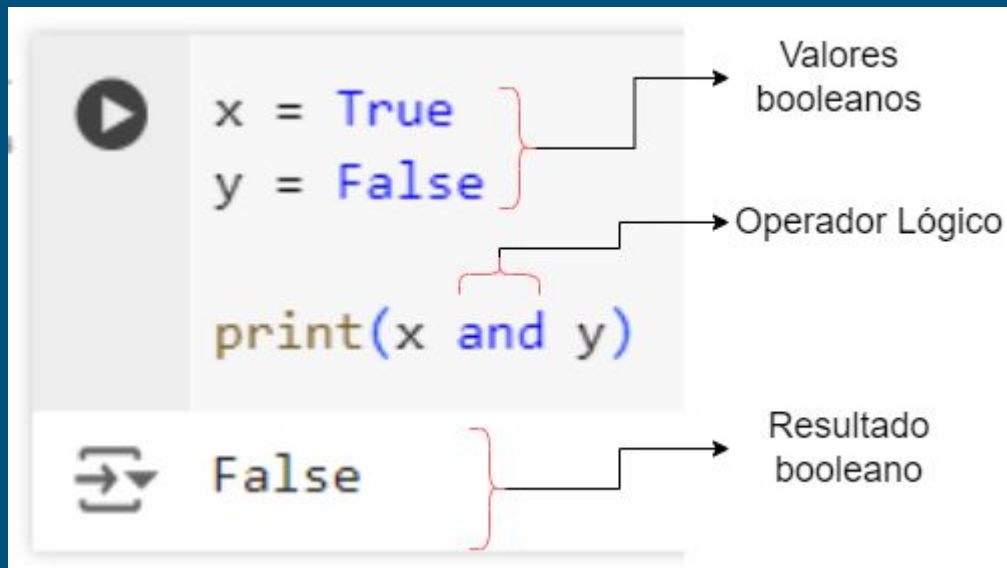 x = True
y = False
print(x and y)
False
Valores
booleanos
Operador Lógico
Resultado
booleano